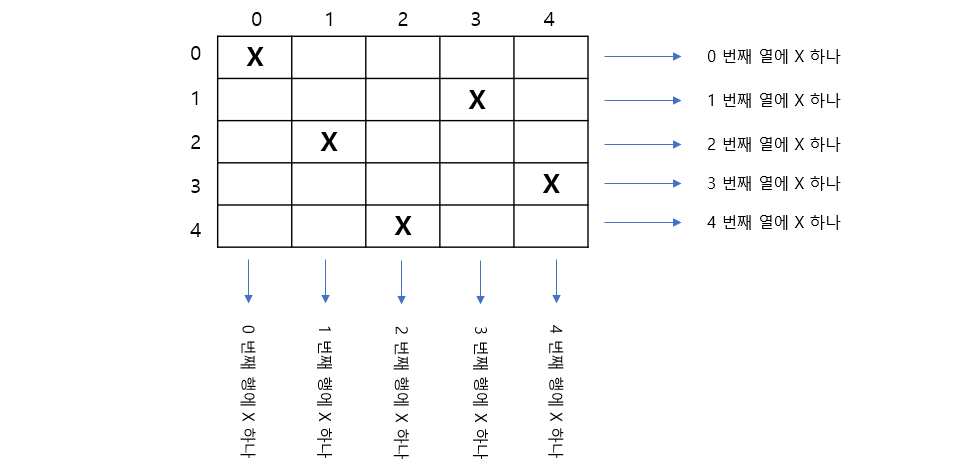 0 1 2 3 4
0 X 0 번째 열에 X 하나
1 X 1 번째 열에 X 하나
2 X 2 번째 열에 X 하나
3 X 3 번째 열에 X 하나
4 X 4 번째 열에 X 하나
0 번째 행에 X 하나
1 번째 행에 X 하나
2 번째 행에 X 하나
3 번째 행에 X 하나
4 번째 행에 X 하나